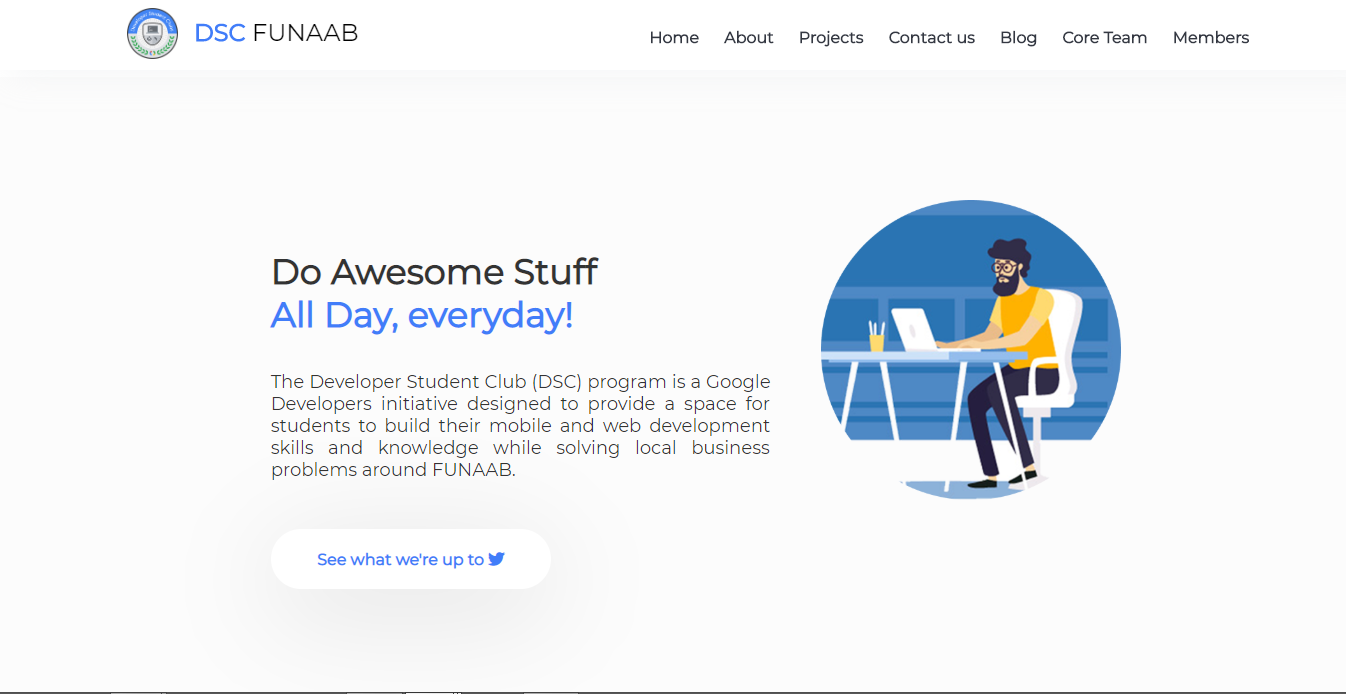 DSC FUNAAB
Home About Projects Contact us Blog Core Team Members
Do Awesome Stuff
All Day, everyday!
The Developer Student Club (DSC) program is a Google
Developers initiative designed to provide a space for
students to build their mobile and web development
skills and knowledge while solving local business
problems around FUNAAB.
See what we're up to